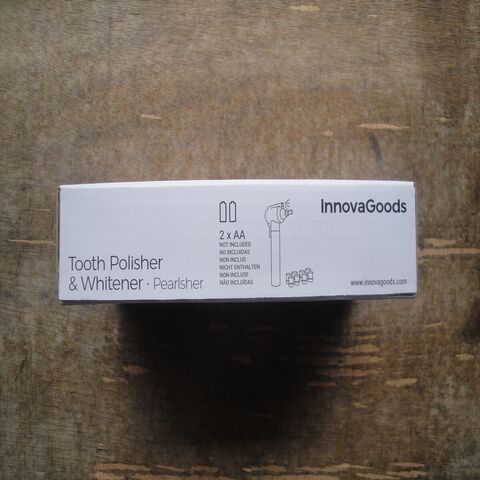 InnovaGoods
2 x AA
NOT INCLUDED
NO INCLUIDAS
NON INCLUS
NICHT ENTHALTEN
NON INCLUSE
NÃO INCLUÍDAS
Tooth Polisher
& Whitener · Pearlsher
www.innovagoods.com